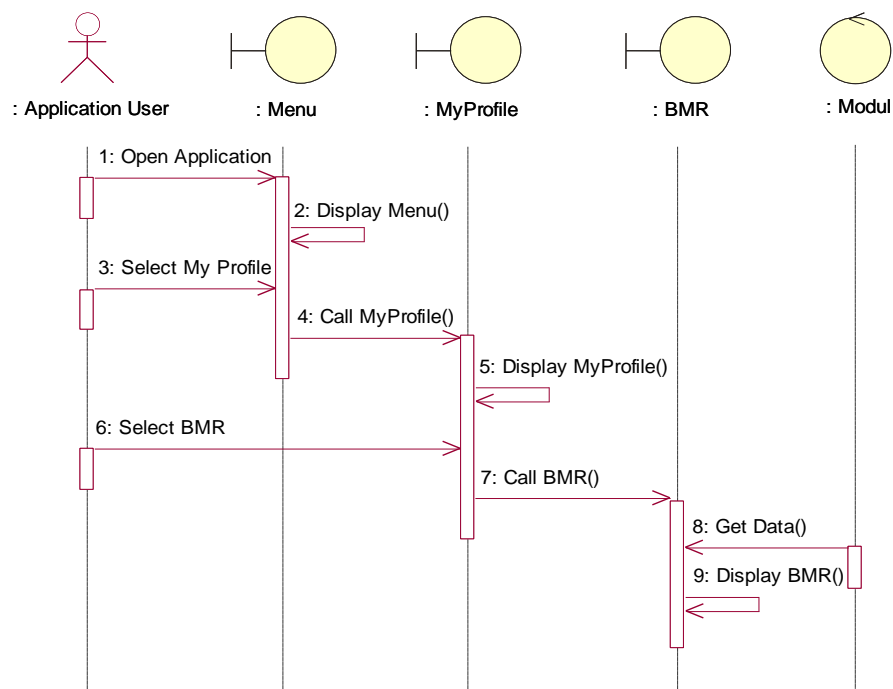 : Application User
: Menu
: MyProfile
: BMR
: Modul
1: Open Application
2: Display Menu()
3: Select My Profile
4: Call MyProfile()
5: Display MyProfile()
6: Select BMR
7: Call BMR()
8: Get Data()
9: Display BMR()